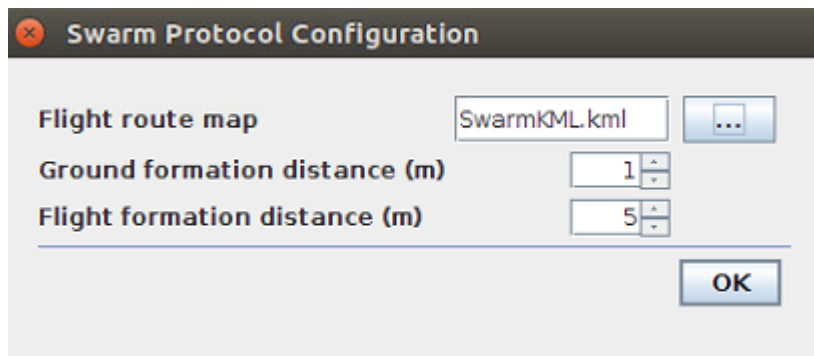 Swarm Protocol Configuration
Flight route map SwarmKML.kml ...
Ground formation distance (m) 1
Flight formation distance (m) 5
OK